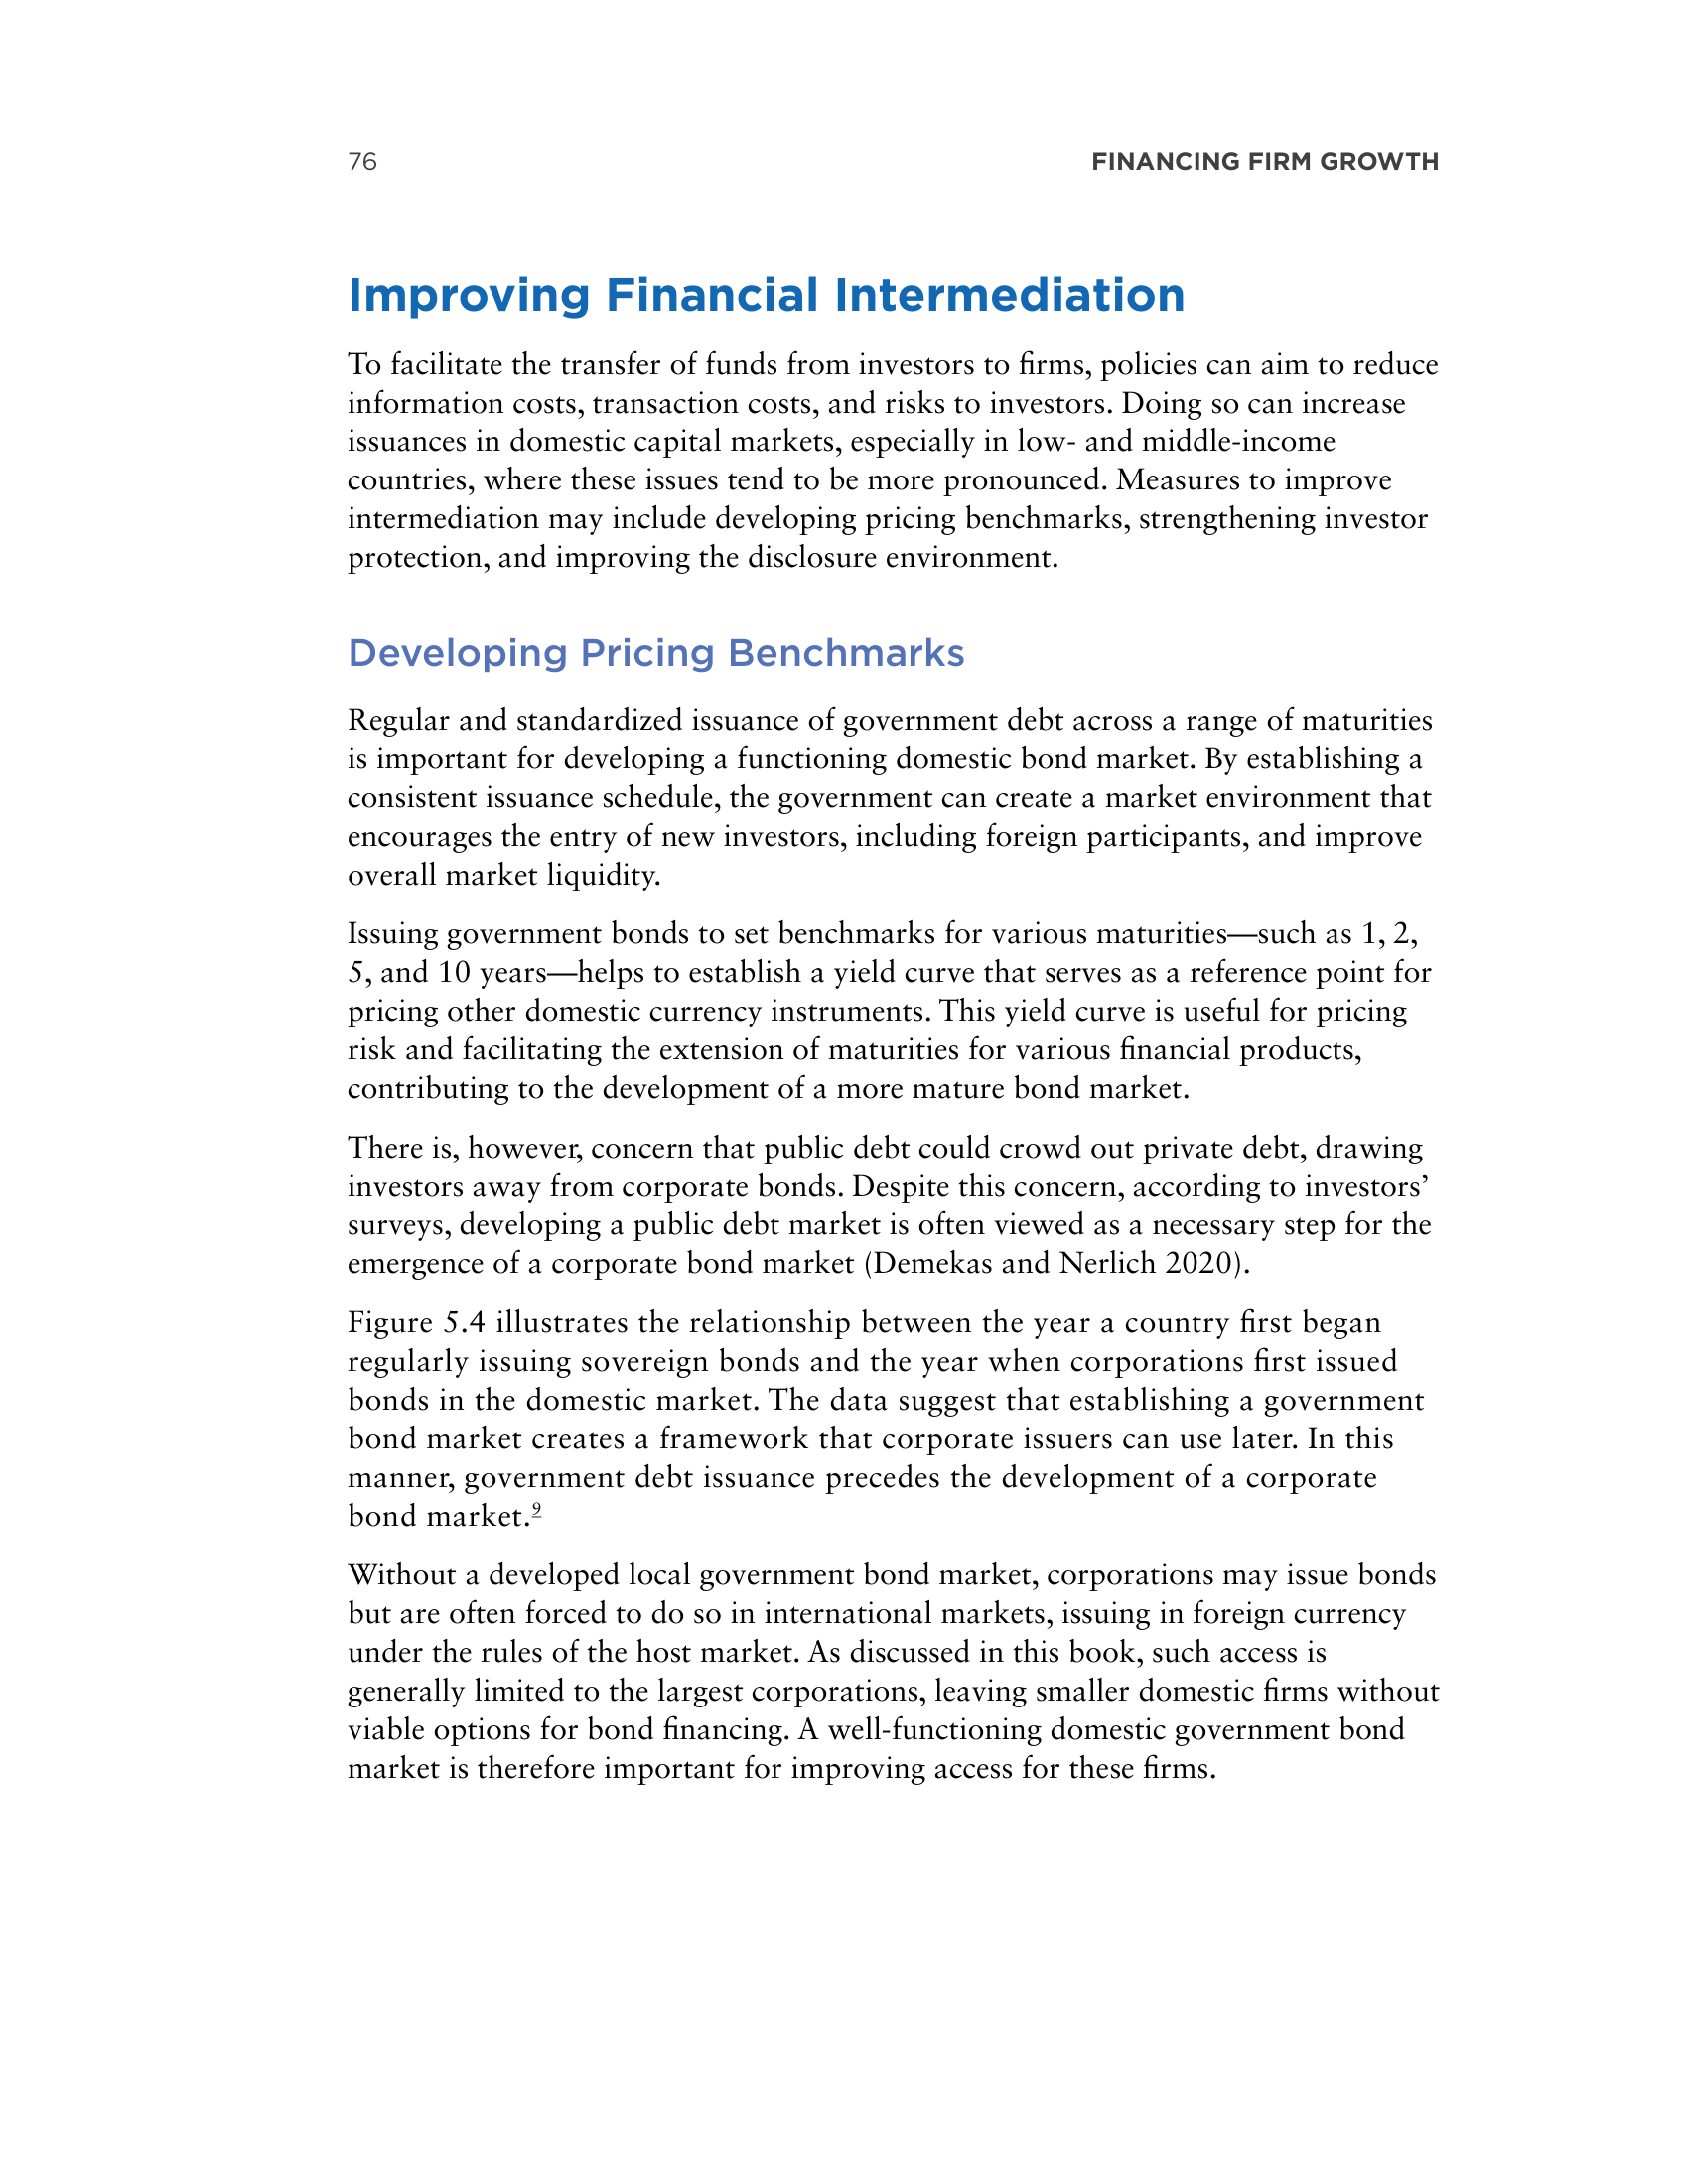 76
FINANCING FIRM GROWTH
Improving Financial Intermediation
To facilitate the transfer of funds from investors to firms, policies can aim to reduce
information costs, transaction costs, and risks to investors. Doing so can increase
issuances in domestic capital markets, especially in low- and middle-income
countries, where these issues tend to be more pronounced. Measures to improve
intermediation may include developing pricing benchmarks, strengthening investor
protection, and improving the disclosure environment.
Developing Pricing Benchmarks
Regular and standardized issuance of government debt across a range of maturities
is important for developing a functioning domestic bond market. By establishing a
consistent issuance schedule, the government can create a market environment that
encourages the entry of new investors, including foreign participants, and improve
overall market liquidity.
Issuing government bonds to set benchmarks for various maturities—such as 1, 2,
5, and 10 years—helps to establish a yield curve that serves as a reference point for
pricing other domestic currency instruments. This yield curve is useful for pricing
risk and facilitating the extension of maturities for various financial products,
contributing to the development of a more mature bond market.
There is, however, concern that public debt could crowd out private debt, drawing
investors away from corporate bonds. Despite this concern, according to investors’
surveys, developing a public debt market is often viewed as a necessary step for the
emergence of a corporate bond market (Demekas and Nerlich 2020).
Figure 5.4 illustrates the relationship between the year a country first began
regularly issuing sovereign bonds and the year when corporations first issued
bonds in the domestic market. The data suggest that establishing a government
bond market creates a framework that corporate issuers can use later. In this
manner, government debt issuance precedes the development of a corporate
bond market.9
Without a developed local government bond market, corporations may issue bonds
but are often forced to do so in international markets, issuing in foreign currency
under the rules of the host market. As discussed in this book, such access is
generally limited to the largest corporations, leaving smaller domestic firms without
viable options for bond financing. A well-functioning domestic government bond
market is therefore important for improving access for these firms.